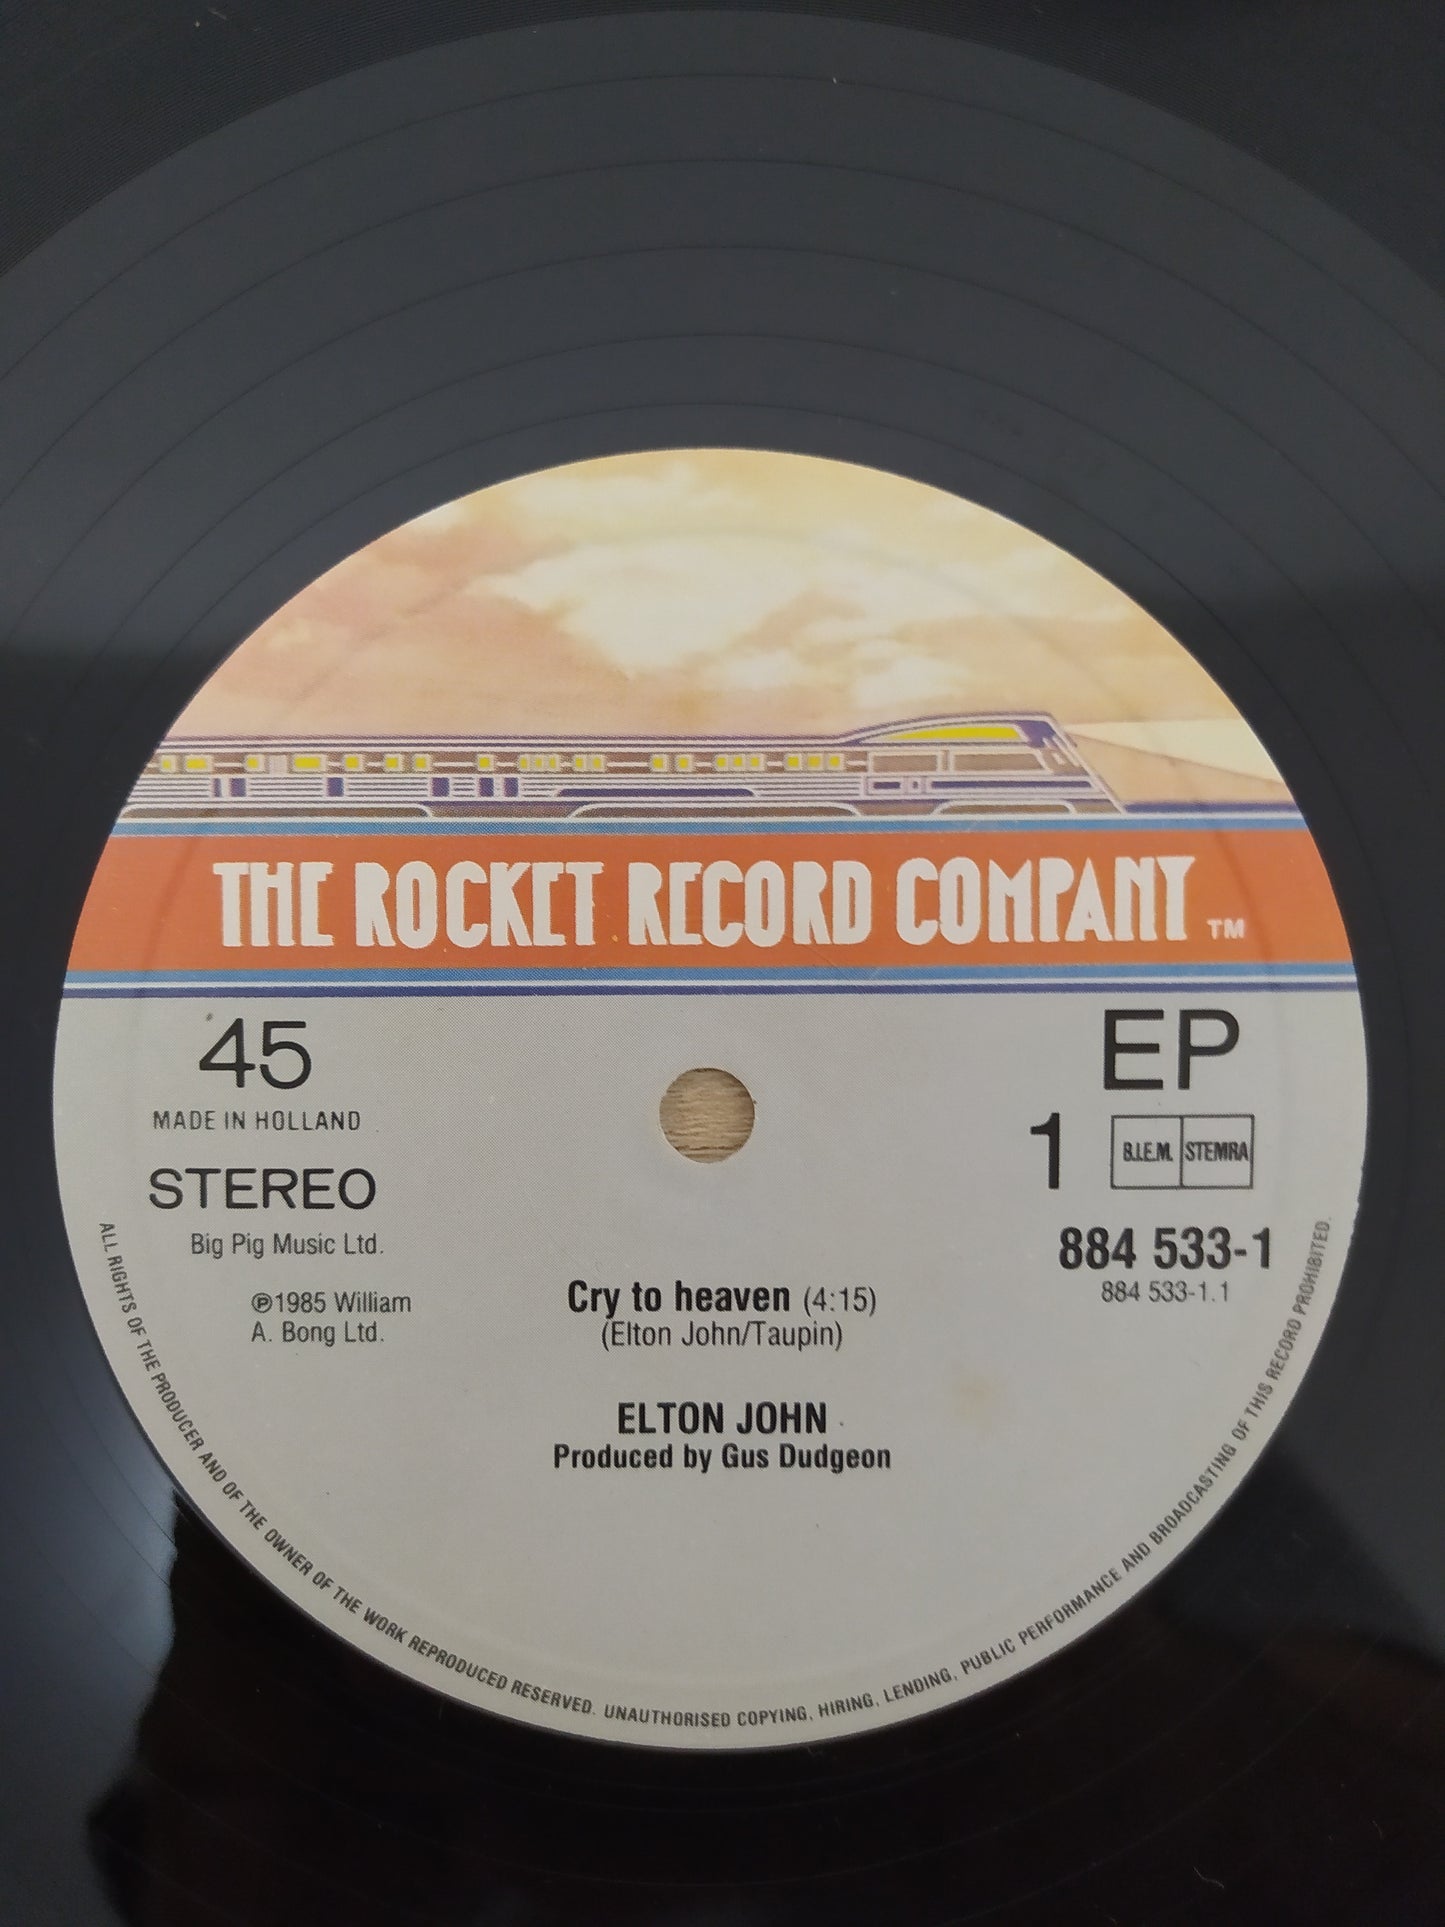 THE ROCKET RECORD COMPANY TM
45
MADE IN HOLLAND
STEREO
Big Pig Music Ltd.
℗1985 William
A. Bong Ltd.
EP
1
B.I.E.M. STEMRA
884 533-1
884 533-1.1
Cry to heaven (4:15)
(Elton John/Taupin)
ELTON JOHN
Produced by Gus Dudgeon
ALL RIGHTS OF THE PRODUCER AND OF THE OWNER OF THE WORK REPRODUCED RESERVED. UNAUTHORISED COPYING, HIRING, LENDING, PUBLIC PERFORMANCE AND BROADCASTING OF THIS RECORD PROHIBITED.